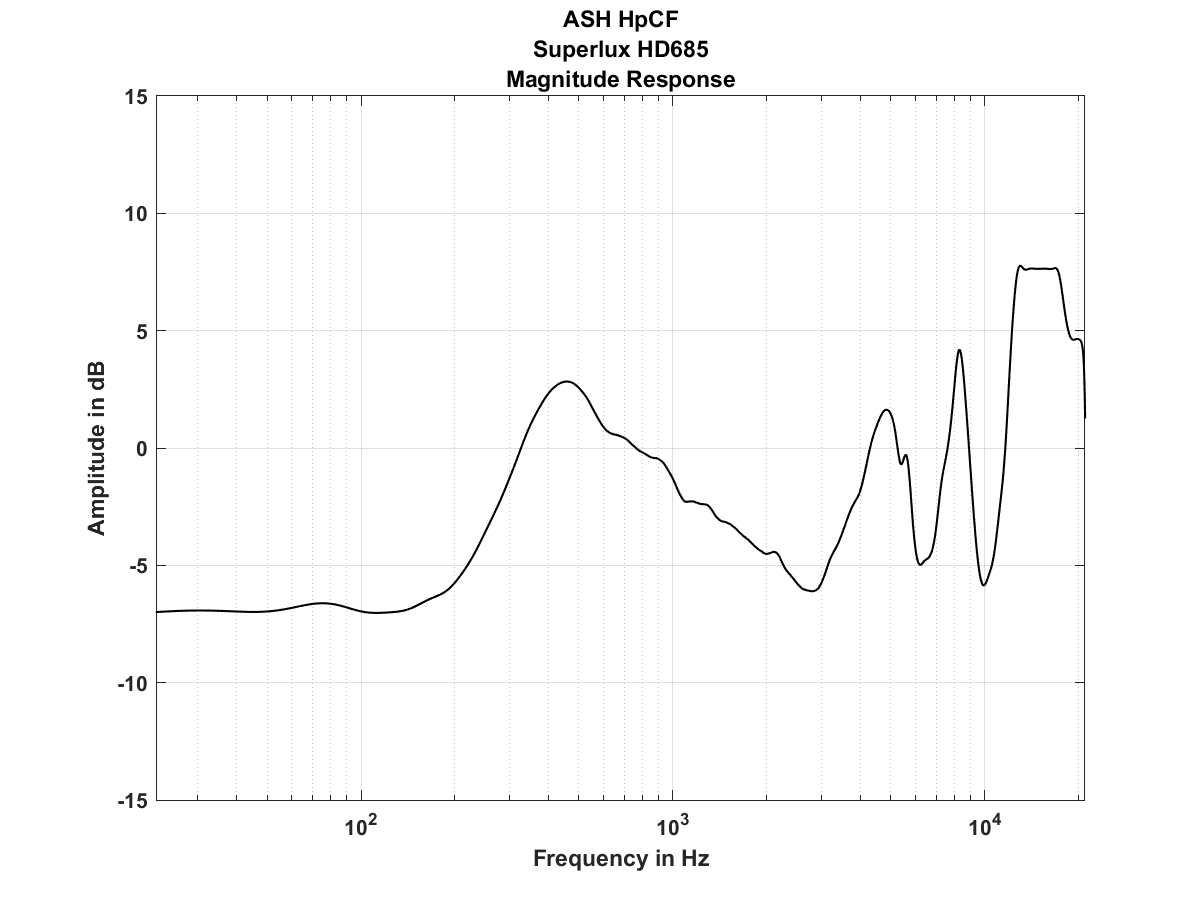 ASH HpCF
Superlux HD685
Magnitude Response
15
10
5
0
-5
-10
-15
Amplitude in dB
10² 10³ 10⁴
Frequency in Hz